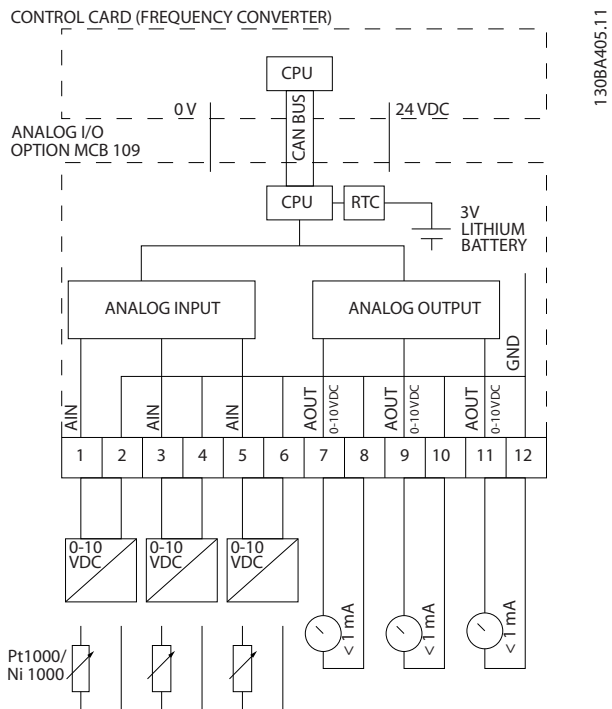 CONTROL CARD (FREQUENCY CONVERTER)
130BA405.11
CPU
0 V
CAN BUS
24 VDC
ANALOG I/O
OPTION MCB 109
CPU
RTC
3V
LITHIUM
BATTERY
ANALOG INPUT
ANALOG OUTPUT
GND
AIN
AIN
AIN
AOUT
0-10VDC
AOUT
0-10VDC
AOUT
0-10VDC
1 2 3 4 5 6 7 8 9 10 11 12
0-10
VDC
0-10
VDC
0-10
VDC
< 1 mA
< 1 mA
< 1 mA
Pt1000/
Ni 1000